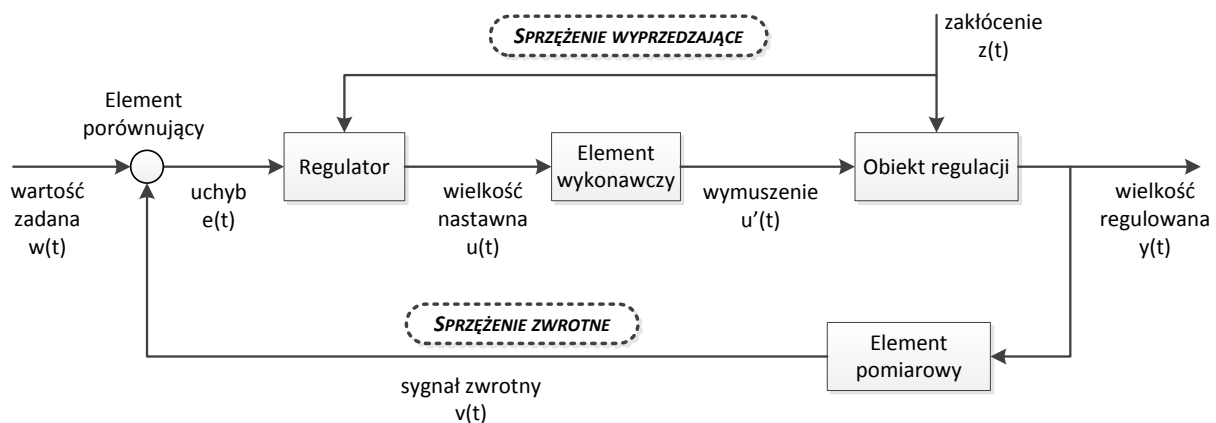 SPRZĘŻENIE WYPRZEDZAJĄCE
zakłócenie
z(t)
Element
porównujący
Regulator
Element
wykonawczy
Obiekt regulacji
wartość
zadana
w(t)
uchyb
e(t)
wielkość
nastawna
u(t)
wymuszenie
u’(t)
wielkość
regulowana
y(t)
SPRZĘŻENIE ZWROTNE
Element
pomiarowy
sygnał zwrotny
v(t)